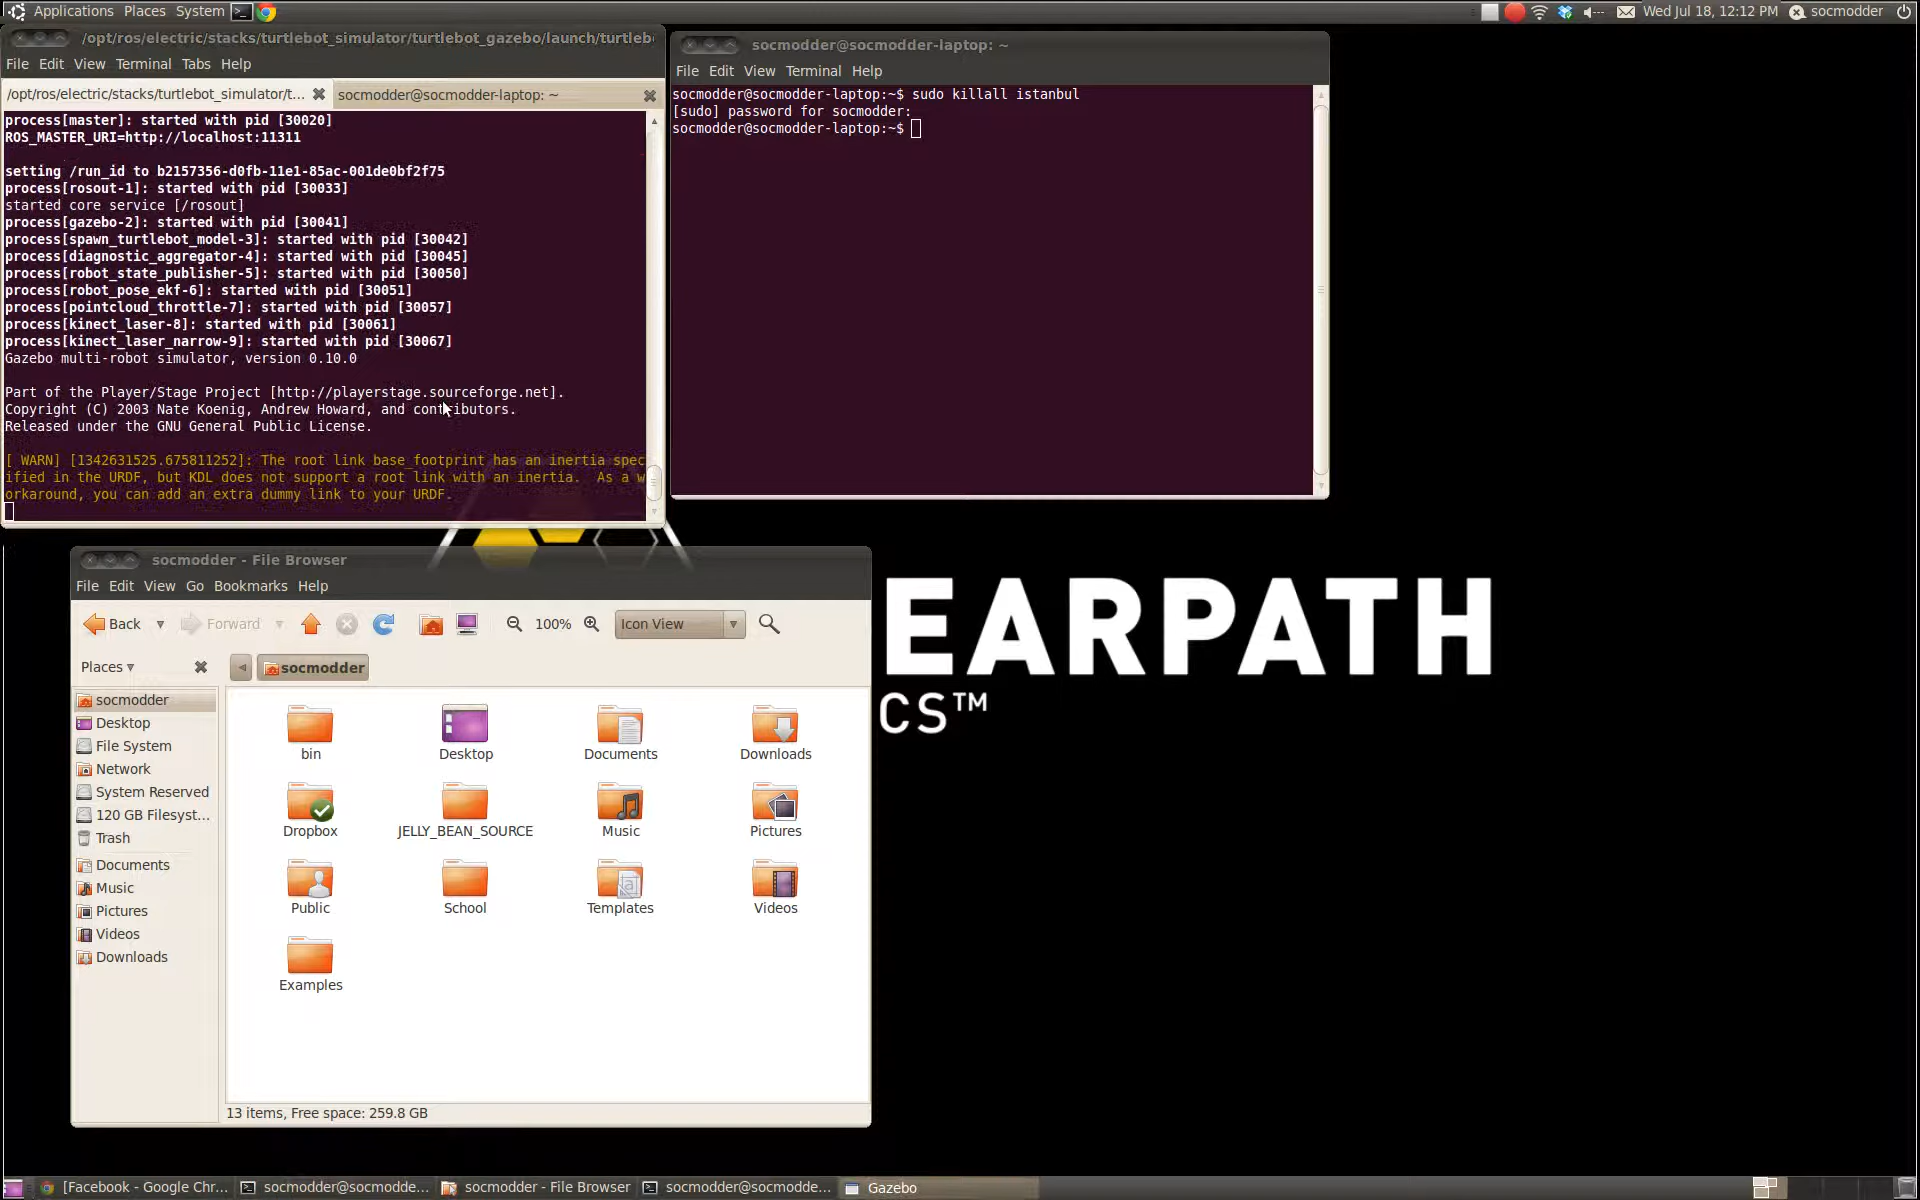 Applications Places System
Wed Jul 18, 12:12 PM socmodder
/opt/ros/electric/stacks/turtlebot_simulator/turtlebot_gazebo/launch/turtleb
File Edit View Terminal Tabs Help
/opt/ros/electric/stacks/turtlebot_simulator/t...
socmodder@socmodder-laptop: ~
process[master]: started with pid [30020]
ROS_MASTER_URI=http://localhost:11311
setting /run_id to b2157356-d0fb-11e1-85ac-001de0bf2f75
process[rosout-1]: started with pid [30033]
started core service [/rosout]
process[gazebo-2]: started with pid [30041]
process[spawn_turtlebot_model-3]: started with pid [30042]
process[diagnostic_aggregator-4]: started with pid [30045]
process[robot_state_publisher-5]: started with pid [30050]
process[robot_pose_ekf-6]: started with pid [30051]
process[pointcloud_throttle-7]: started with pid [30057]
process[kinect_laser-8]: started with pid [30061]
process[kinect_laser_narrow-9]: started with pid [30067]
Gazebo multi-robot simulator, version 0.10.0
Part of the Player/Stage Project [http://playerstage.sourceforge.net].
Copyright (C) 2003 Nate Koenig, Andrew Howard, and contributors.
Released under the GNU General Public License.
[ WARN] [1342631525.675811252]: The root link base_footprint has an inertia spec
ified in the URDF, but KDL does not support a root link with an inertia.  As a w
orkaround, you can add an extra dummy link to your URDF.
socmodder@socmodder-laptop: ~
File Edit View Terminal Help
socmodder@socmodder-laptop:~$ sudo killall istanbul
[sudo] password for socmodder:
socmodder@socmodder-laptop:~$
socmodder - File Browser
File Edit View Go Bookmarks Help
Back Forward 100% Icon View
Places socmodder
socmodder
Desktop
File System
Network
System Reserved
120 GB Filesyst...
Trash
Documents
Music
Pictures
Videos
Downloads
bin Desktop Documents Downloads
Dropbox JELLY_BEAN_SOURCE Music Pictures
Public School Templates Videos
Examples
13 items, Free space: 259.8 GB
EARPATH
CS™
[Facebook - Google Chr... socmodder@socmodde... socmodder - File Browser socmodder@socmodde... Gazebo